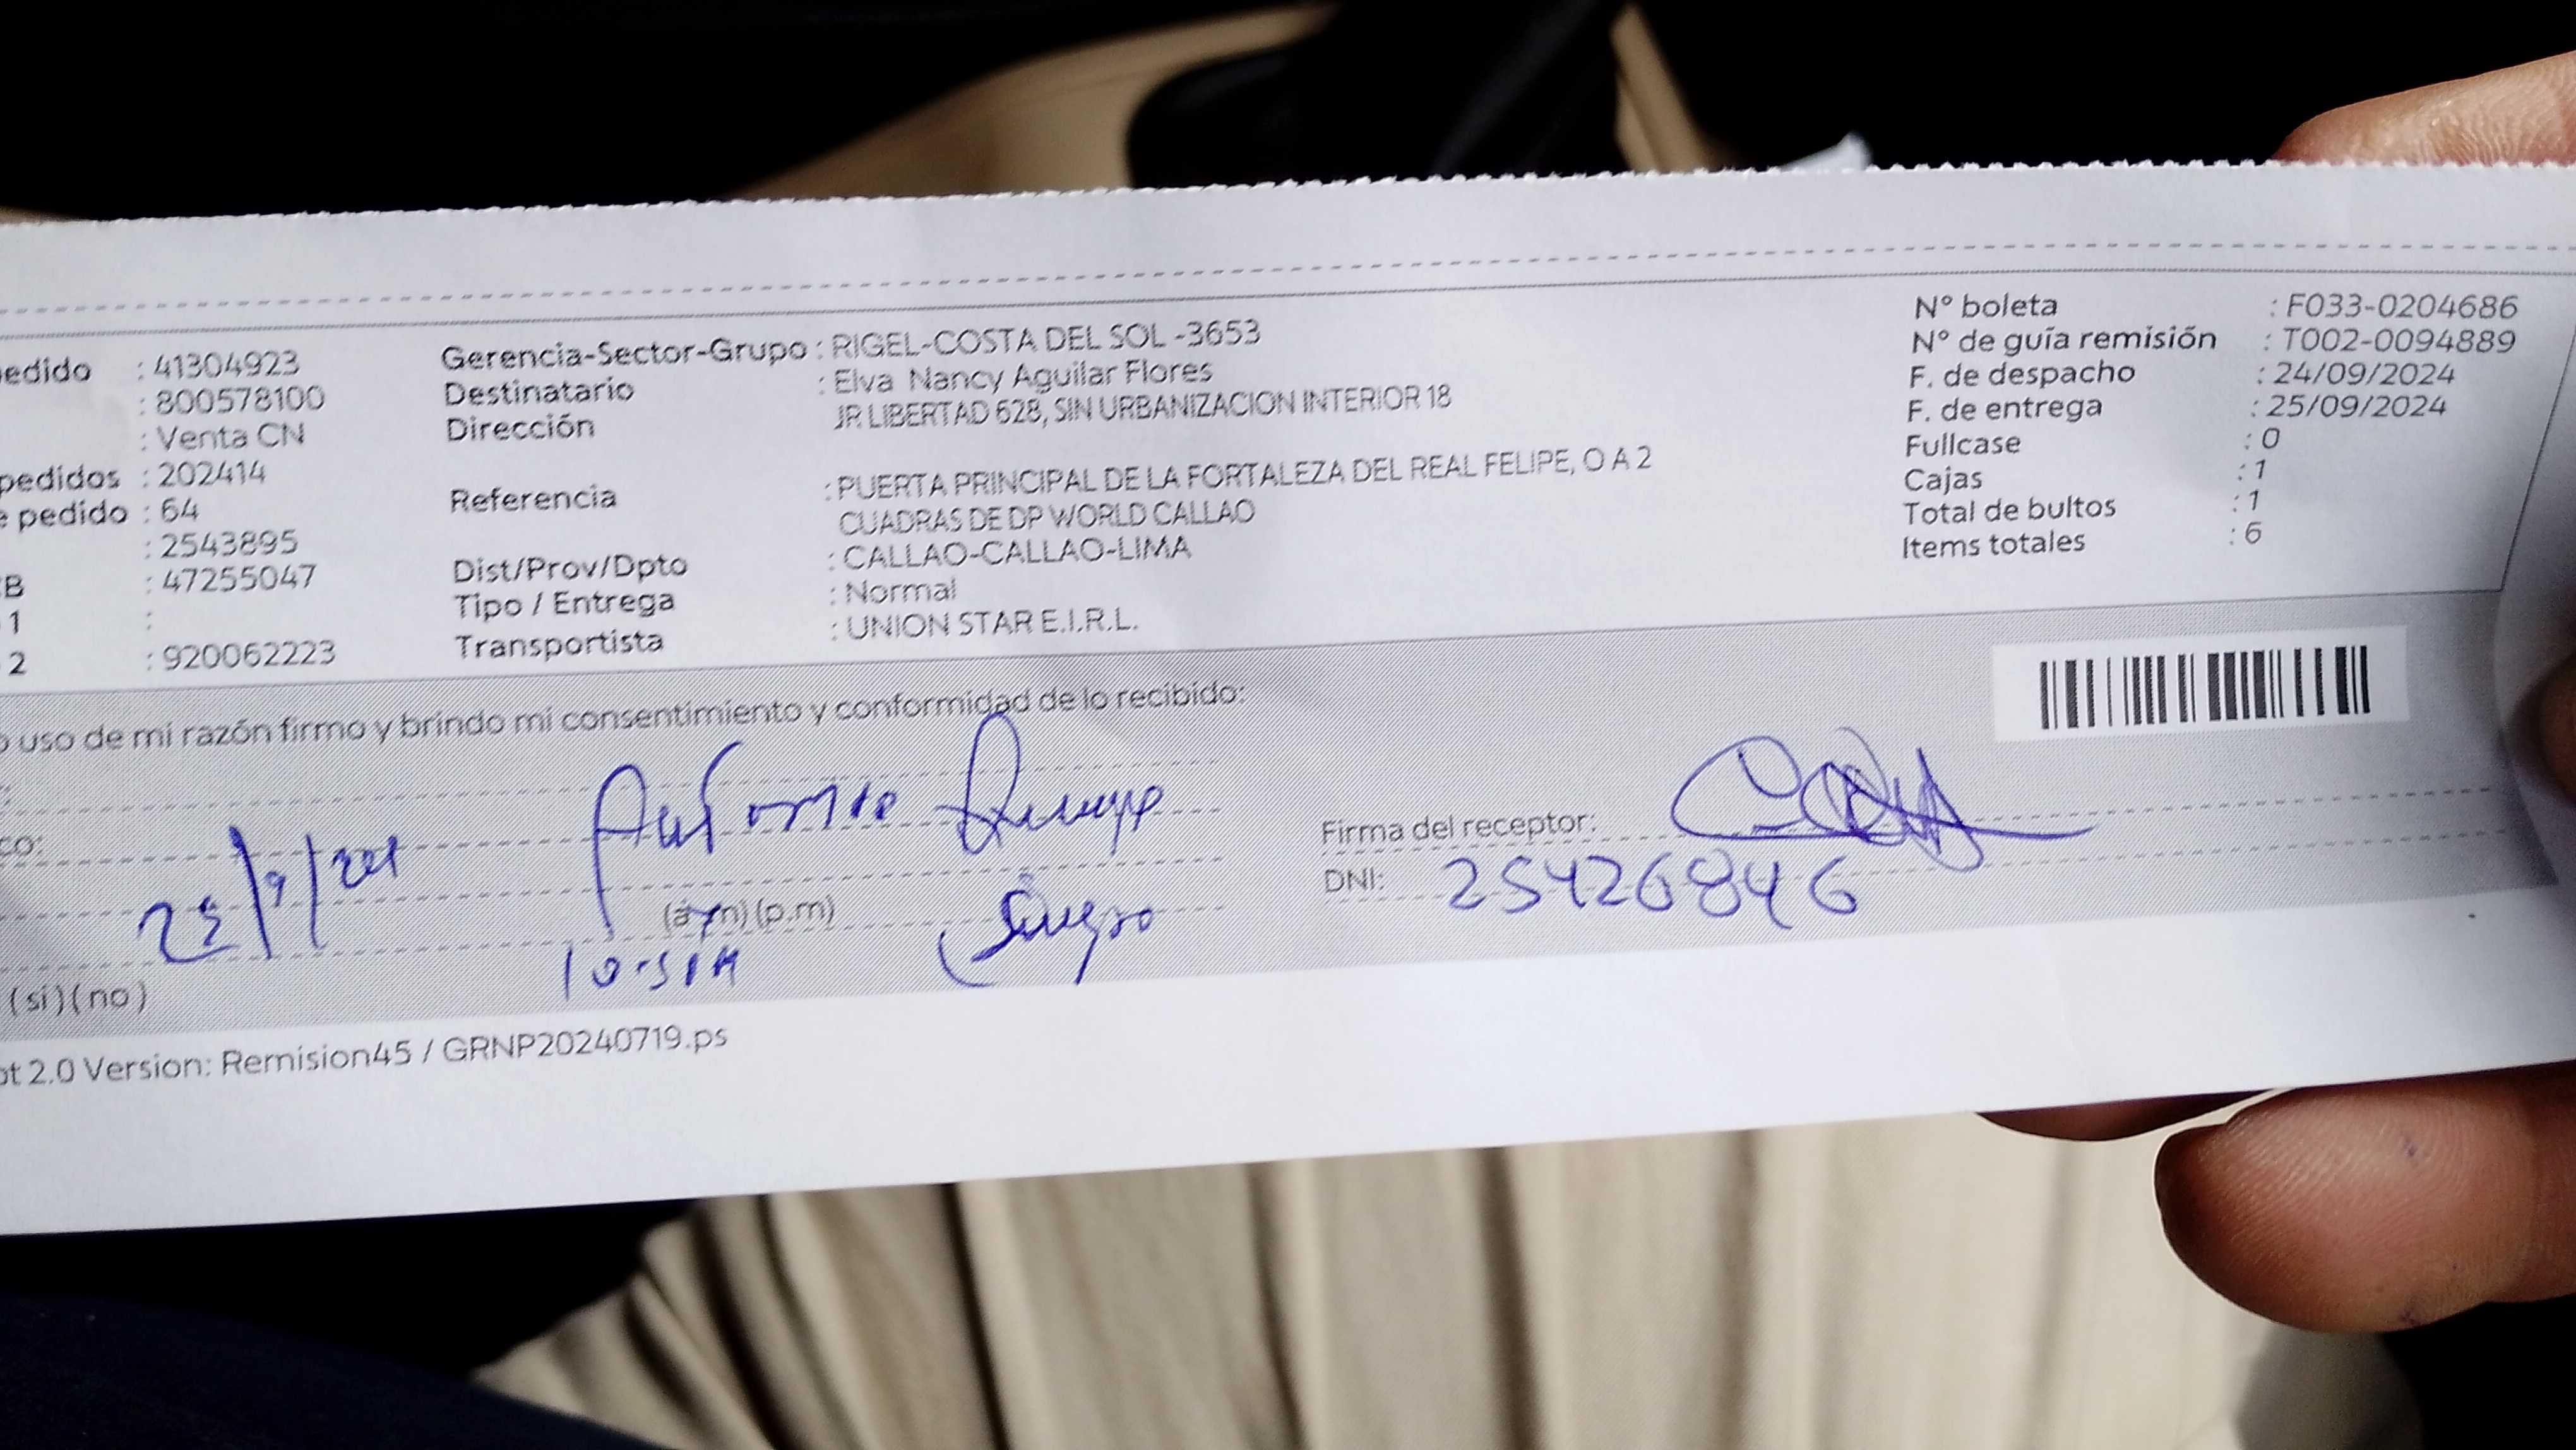 edido : 41304923
: 800578100
: Venta CN
pedidos : 202414
e pedido : 64
: 2543895
B : 47255047
1 :
2 : 920062223
Gerencia-Sector-Grupo : RIGEL-COSTA DEL SOL -3653
Destinatario : Elva Nancy Aguilar Flores
Dirección JR LIBERTAD 628, SIN URBANIZACION INTERIOR 18
Referencia : PUERTA PRINCIPAL DE LA FORTALEZA DEL REAL FELIPE, O A 2
CUADRAS DE DP WORLD CALLAO
Dist/Prov/Dpto : CALLAO-CALLAO-LIMA
Tipo / Entrega : Normal
Transportista : UNION STAR E.I.R.L.
N° boleta : F033-0204686
N° de guía remisión : T002-0094889
F. de despacho : 24/09/2024
F. de entrega : 25/09/2024
Fullcase : 0
Cajas : 1
Total de bultos : 1
Items totales : 6
o uso de mi razón firmo y brindo mi consentimiento y conformidad de lo recibido:
Antonio
co:
Firma del receptor:
DNI: 25426846
(a.m) (p.m)
Suegro
(si) (no)
ot 2.0 Version: Remision45 / GRNP20240719.ps